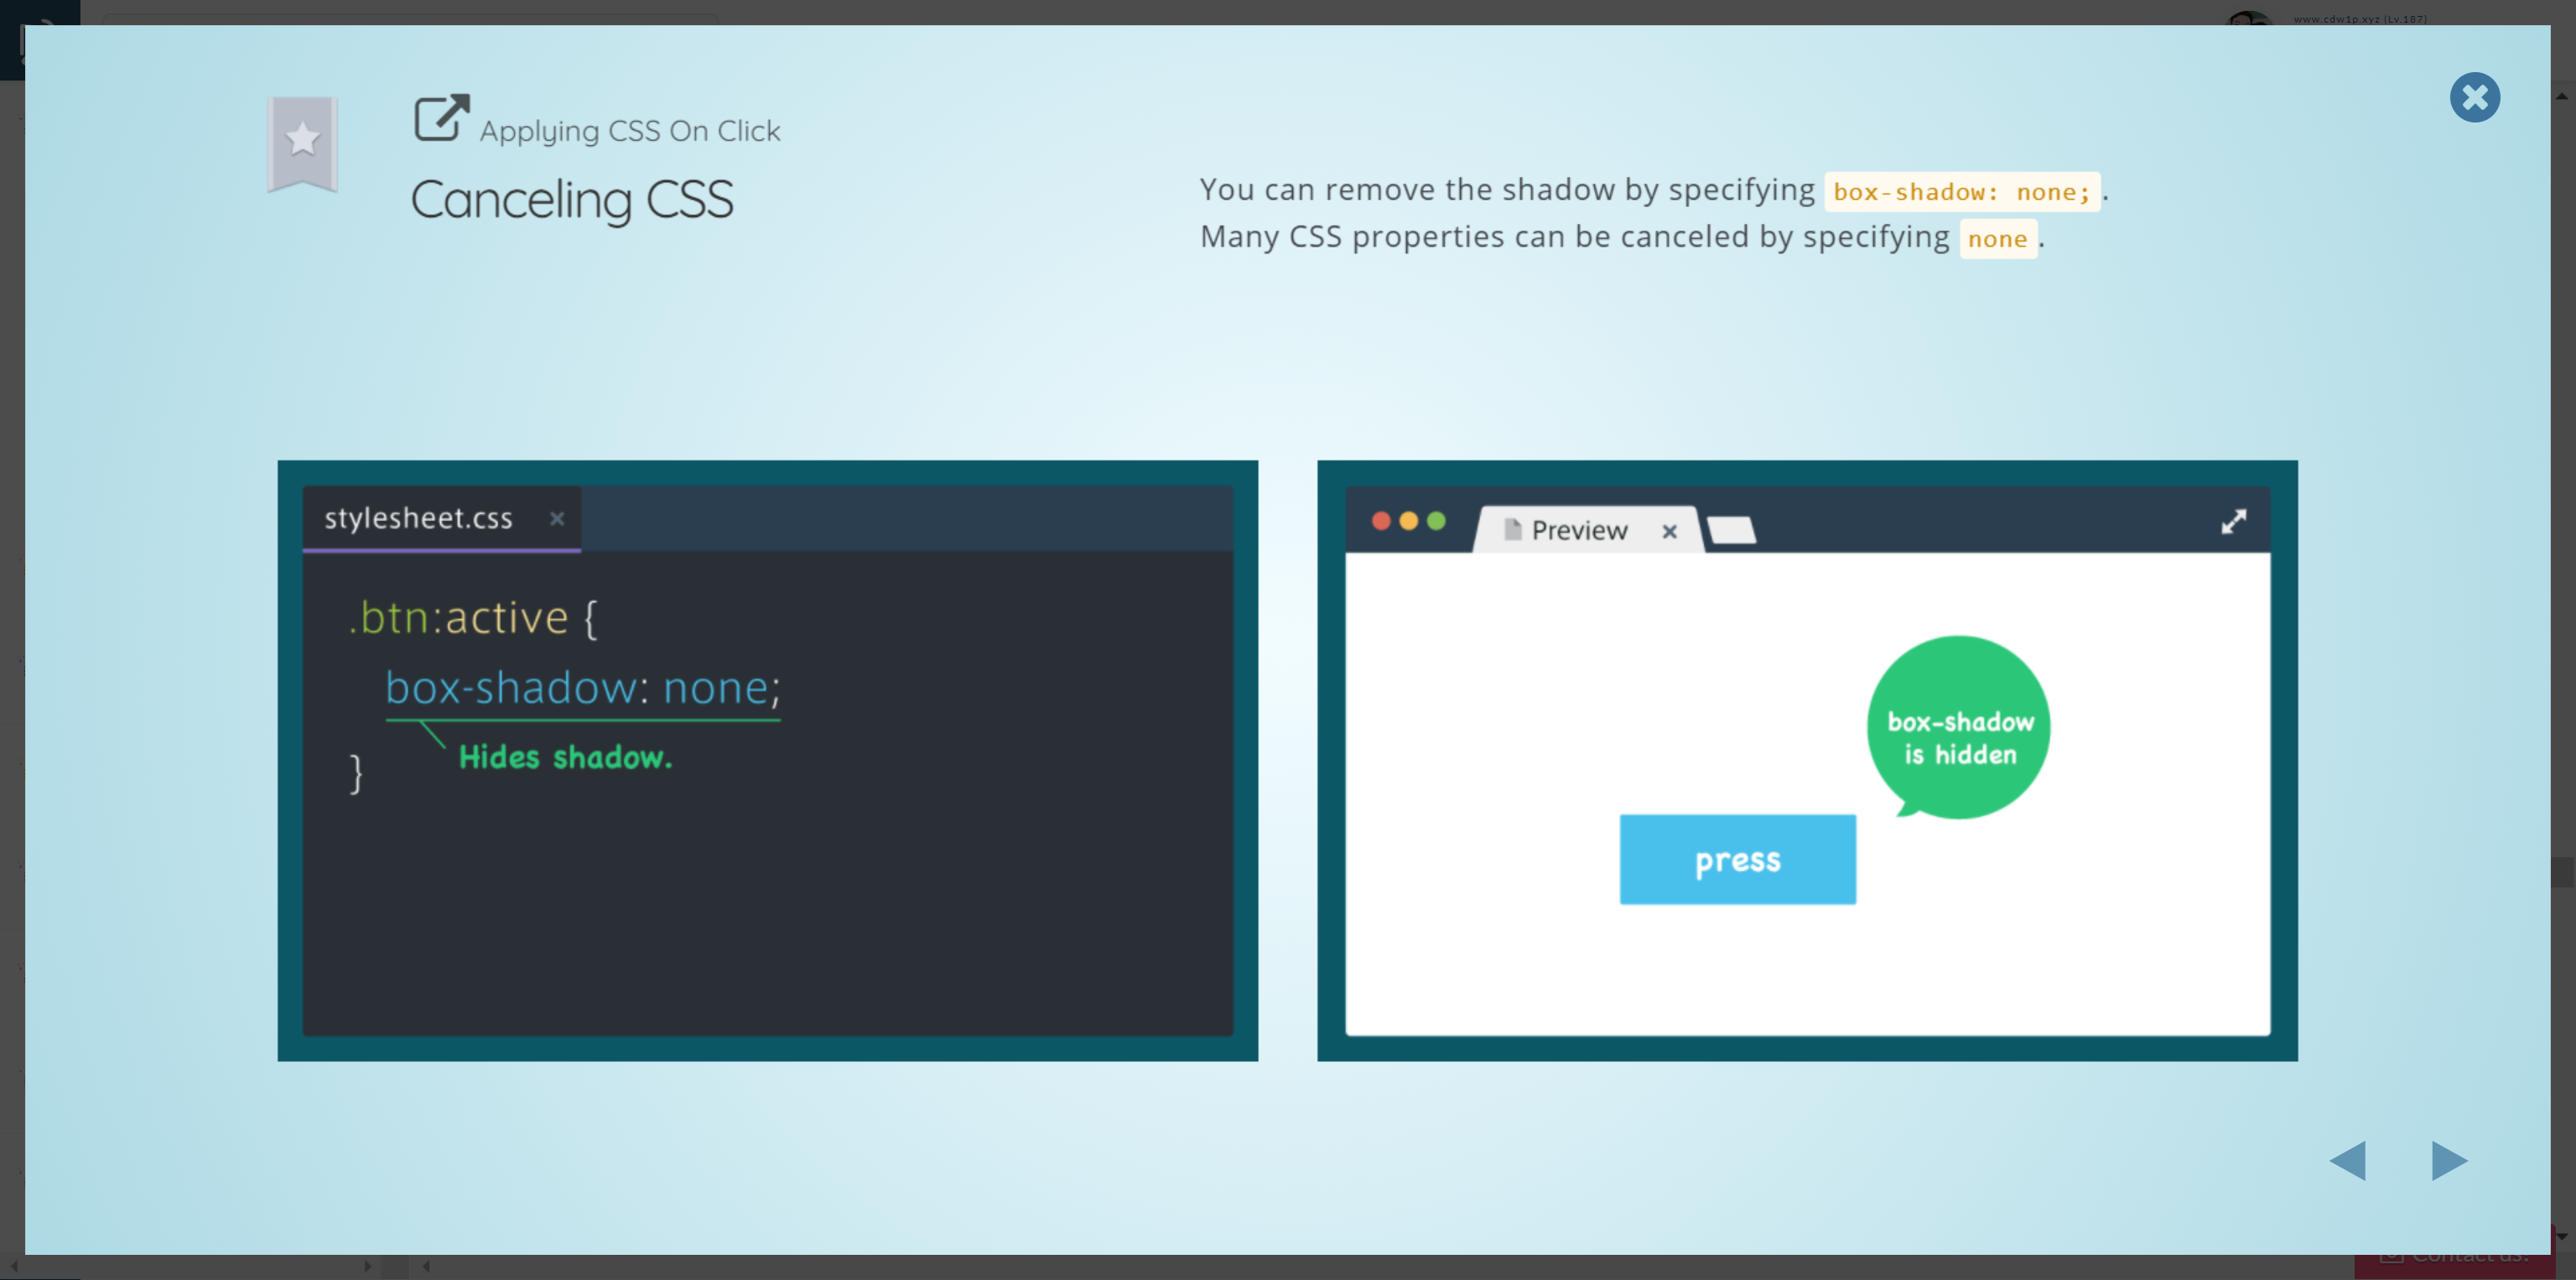 www.cdw1p.xyz (Lv.187)
Applying CSS On Click
Canceling CSS
You can remove the shadow by specifying box-shadow: none; .
Many CSS properties can be canceled by specifying none .
stylesheet.css
.btn:active {
box-shadow: none;
Hides shadow.
}
Preview
box-shadow
is hidden
press
Contact us!